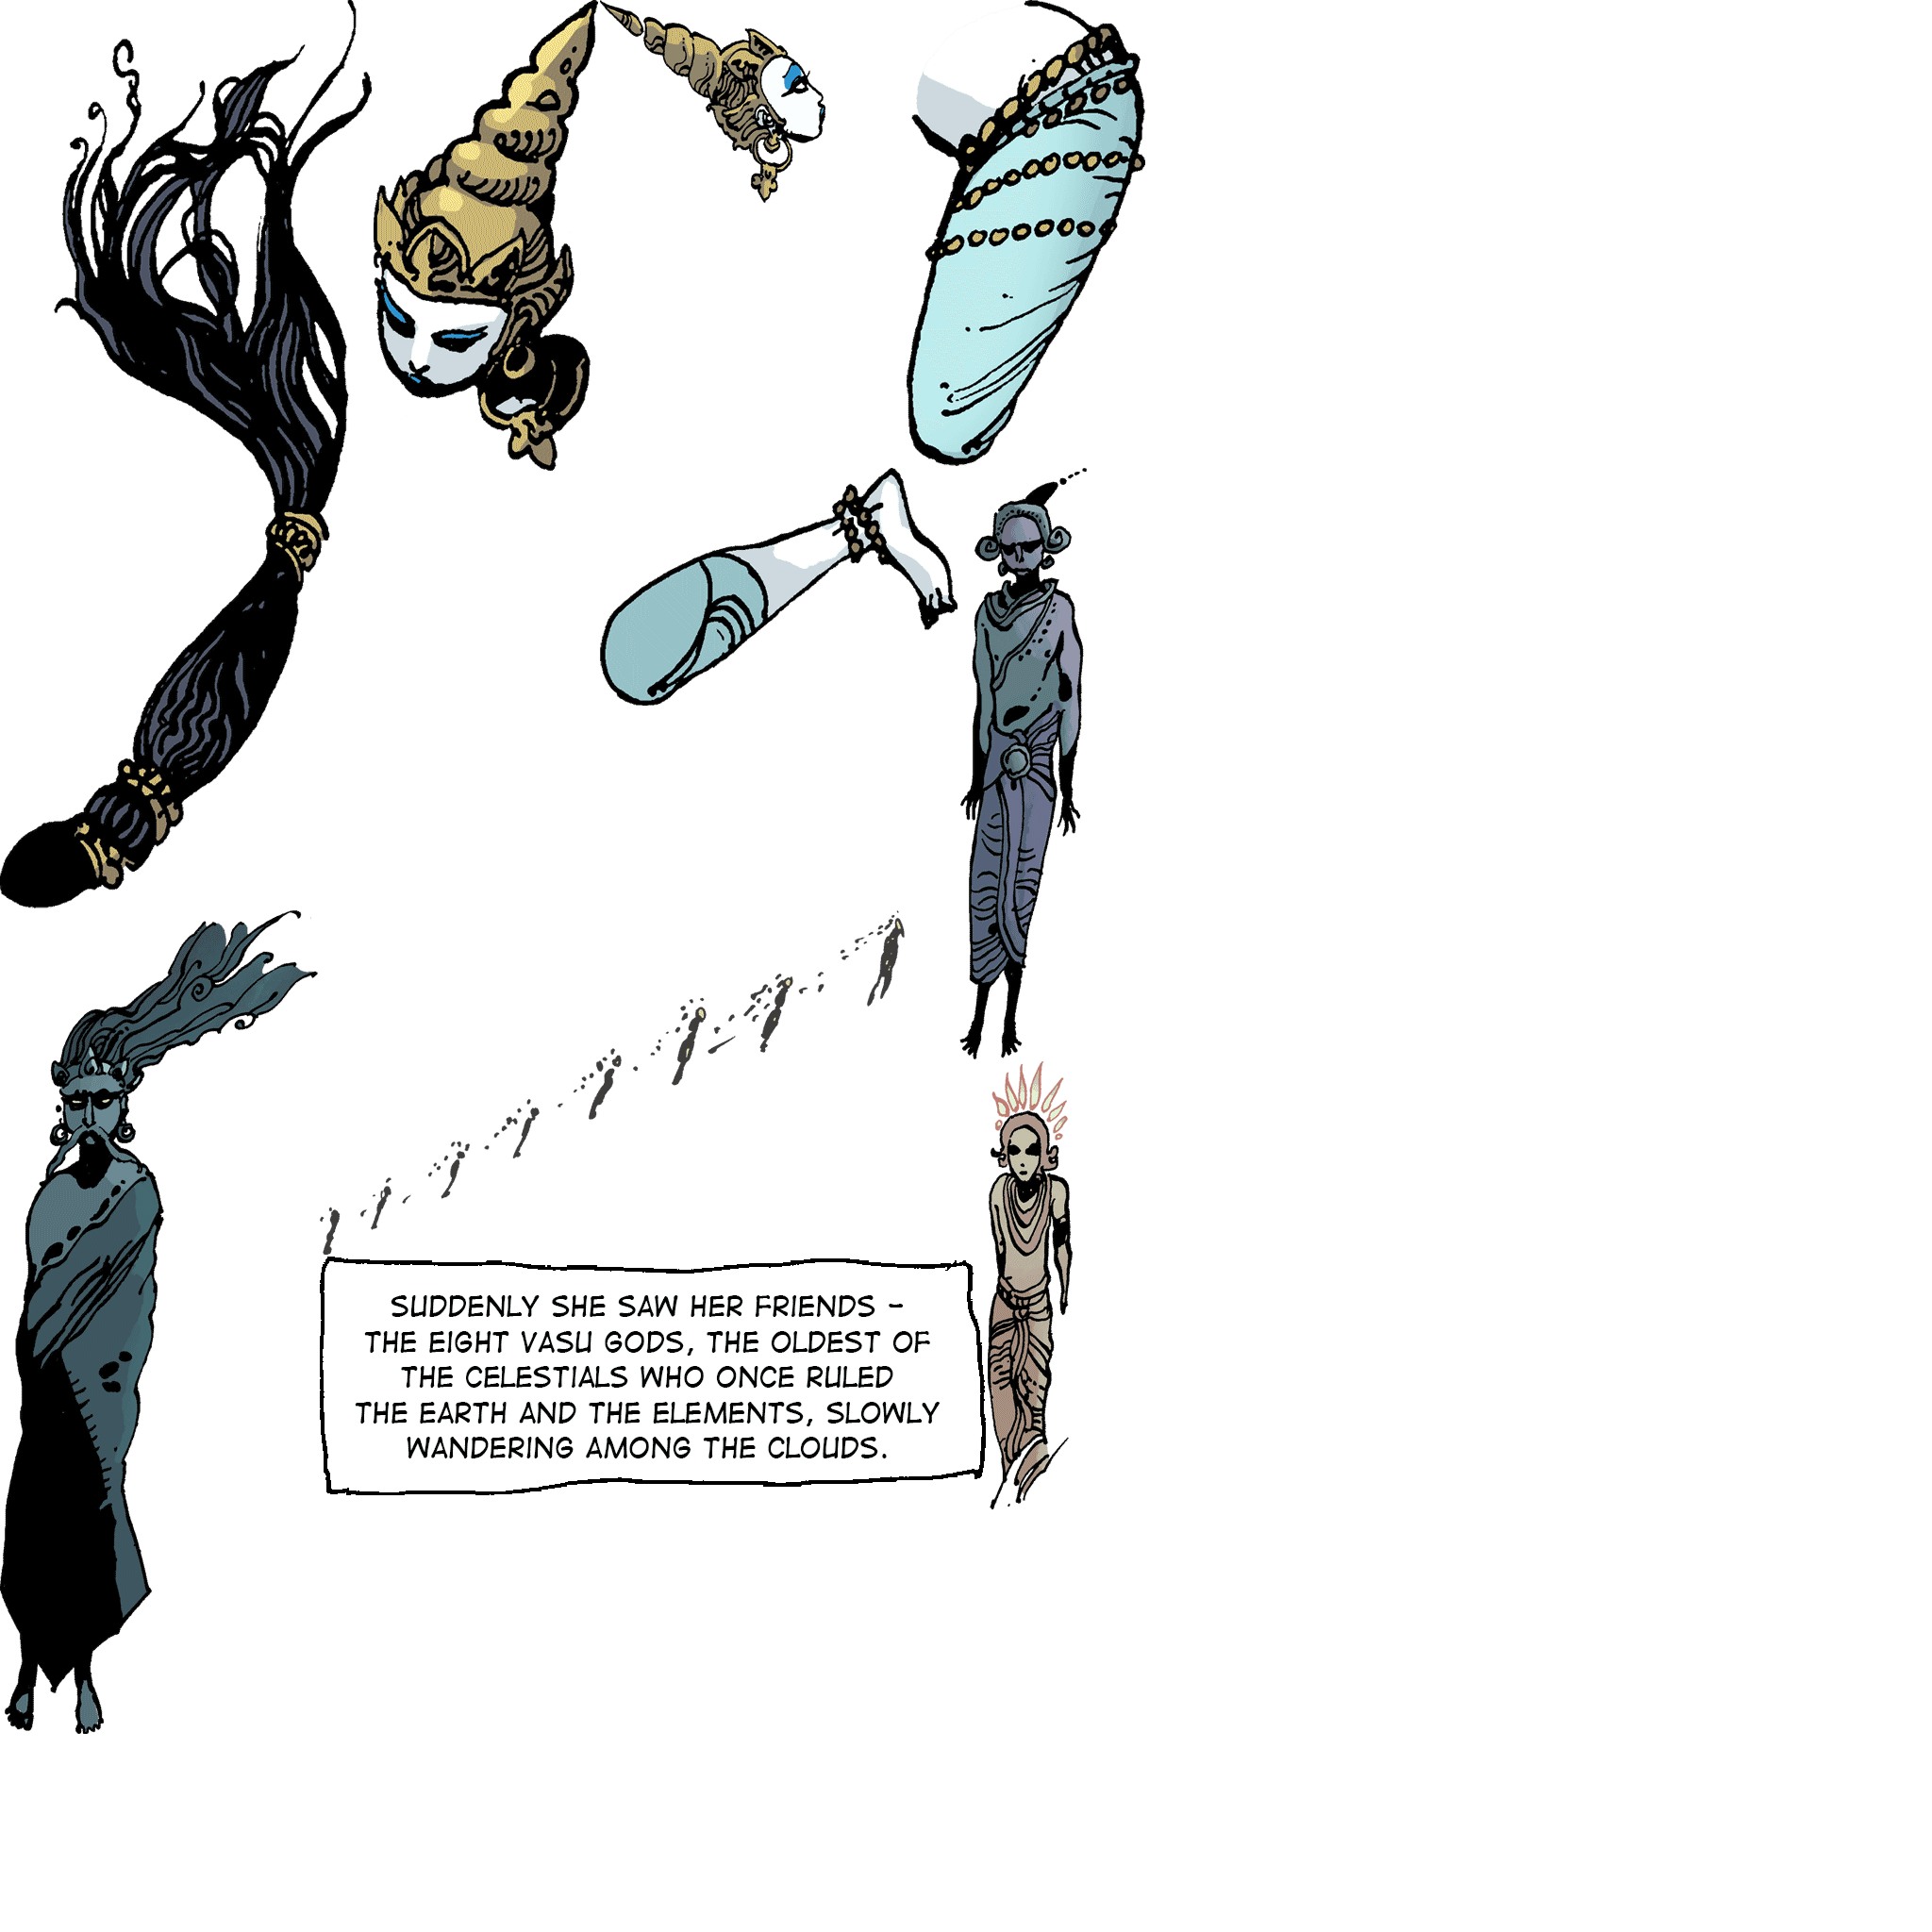 SUDDENLY SHE SAW HER FRIENDS –
THE EIGHT VASU GODS, THE OLDEST OF
THE CELESTIALS WHO ONCE RULED
THE EARTH AND THE ELEMENTS, SLOWLY
WANDERING AMONG THE CLOUDS.